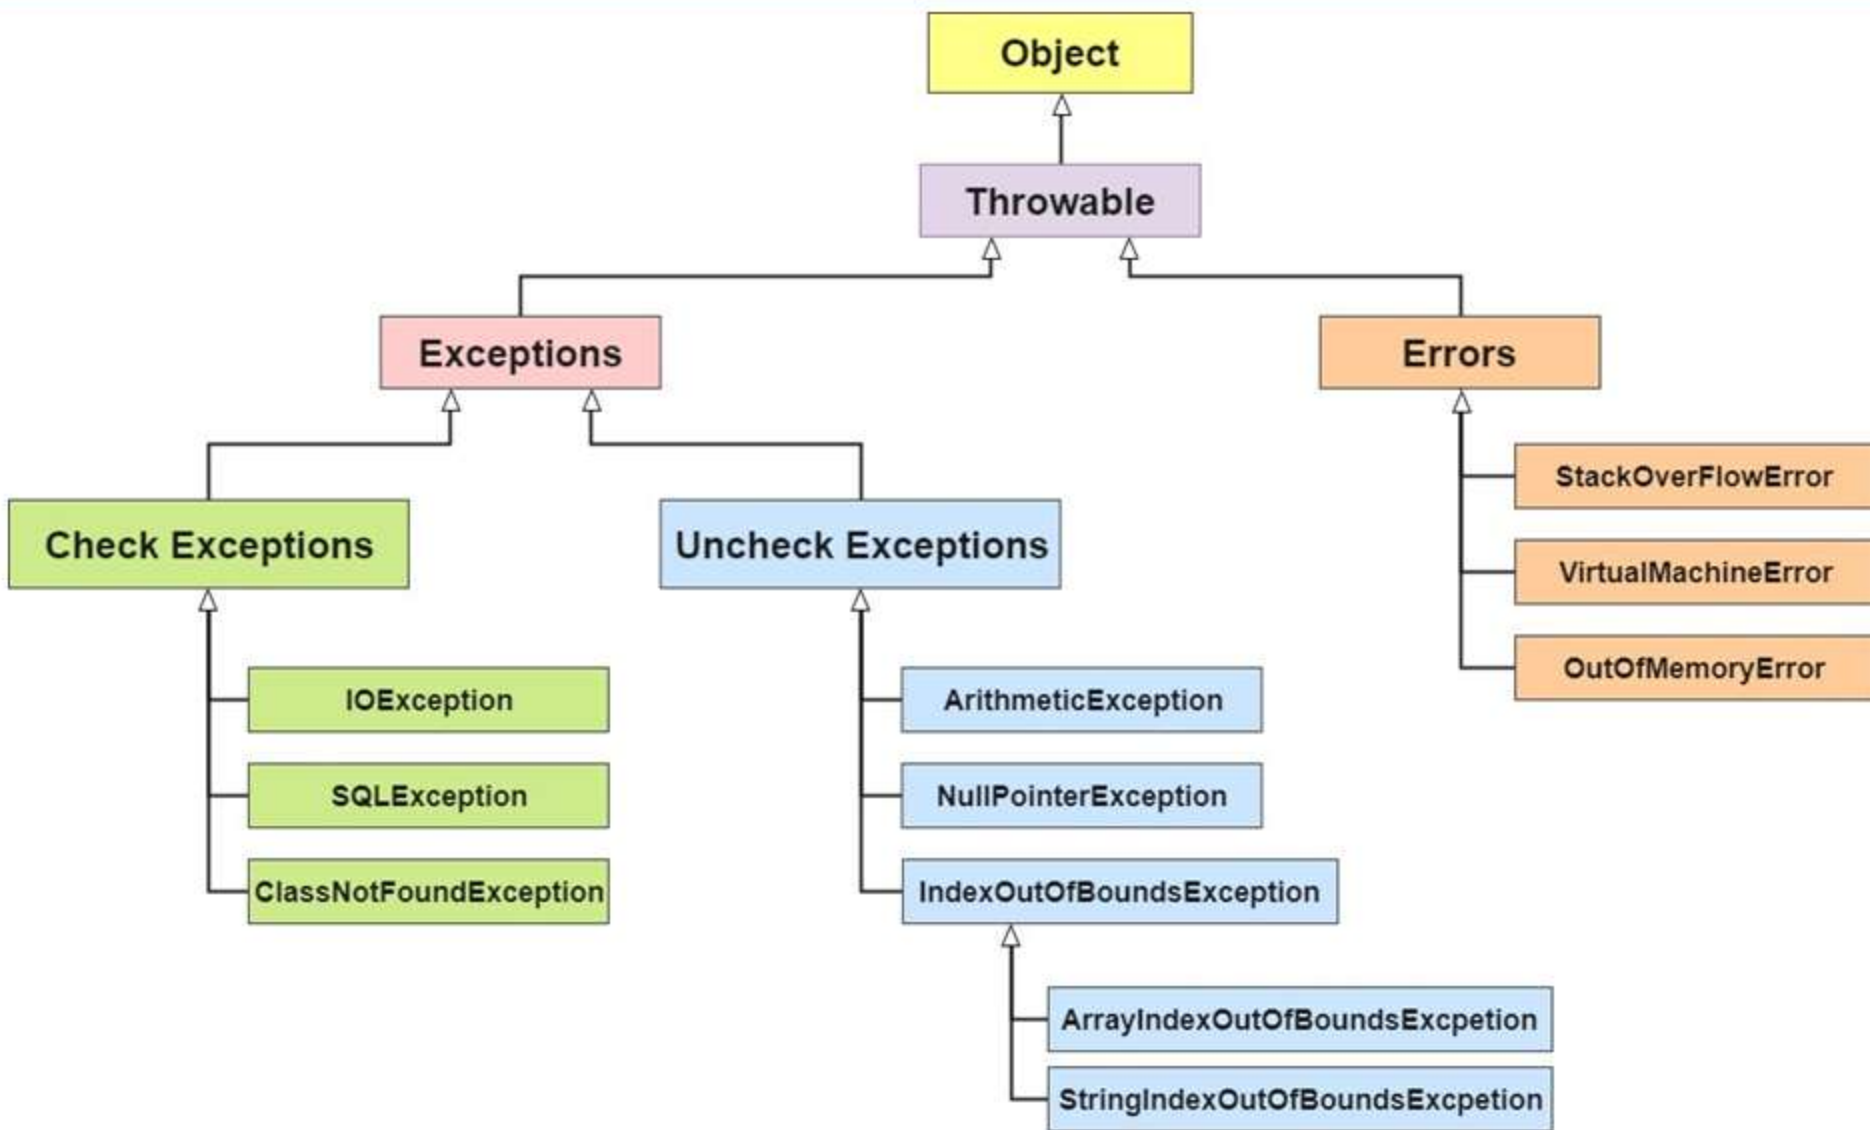 Object
Throwable
Exceptions
Errors
Check Exceptions
Uncheck Exceptions
StackOverFlowError
VirtualMachineError
OutOfMemoryError
IOException
SQLException
ClassNotFoundException
ArithmeticException
NullPointerException
IndexOutOfBoundsException
ArrayIndexOutOfBoundsExcpetion
StringIndexOutOfBoundsExcpetion